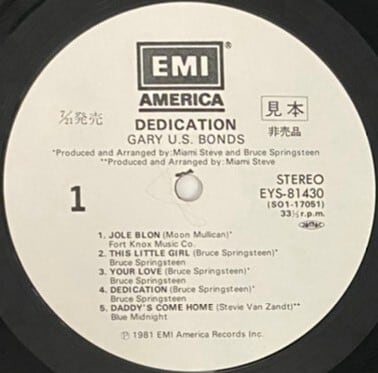 EMI®
AMERICA
7/21発売
見本
非売品
DEDICATION
GARY U.S. BONDS
*Produced and Arranged by: Miami Steve and Bruce Springsteen
**Produced and Arranged by: Miami Steve
1
STEREO
EYS-81430
(SO1-17051)
33⅓ r.p.m.
1. JOLE BLON (Moon Mullican)*
Fort Knox Music Co.
2. THIS LITTLE GIRL (Bruce Springsteen)*
Bruce Springsteen
3. YOUR LOVE (Bruce Springsteen)*
Bruce Springsteen
4. DEDICATION (Bruce Springsteen)*
Bruce Springsteen
5. DADDY'S COME HOME (Stevie Van Zandt)**
Blue Midnight
Ⓟ 1981 EMI America Records Inc.